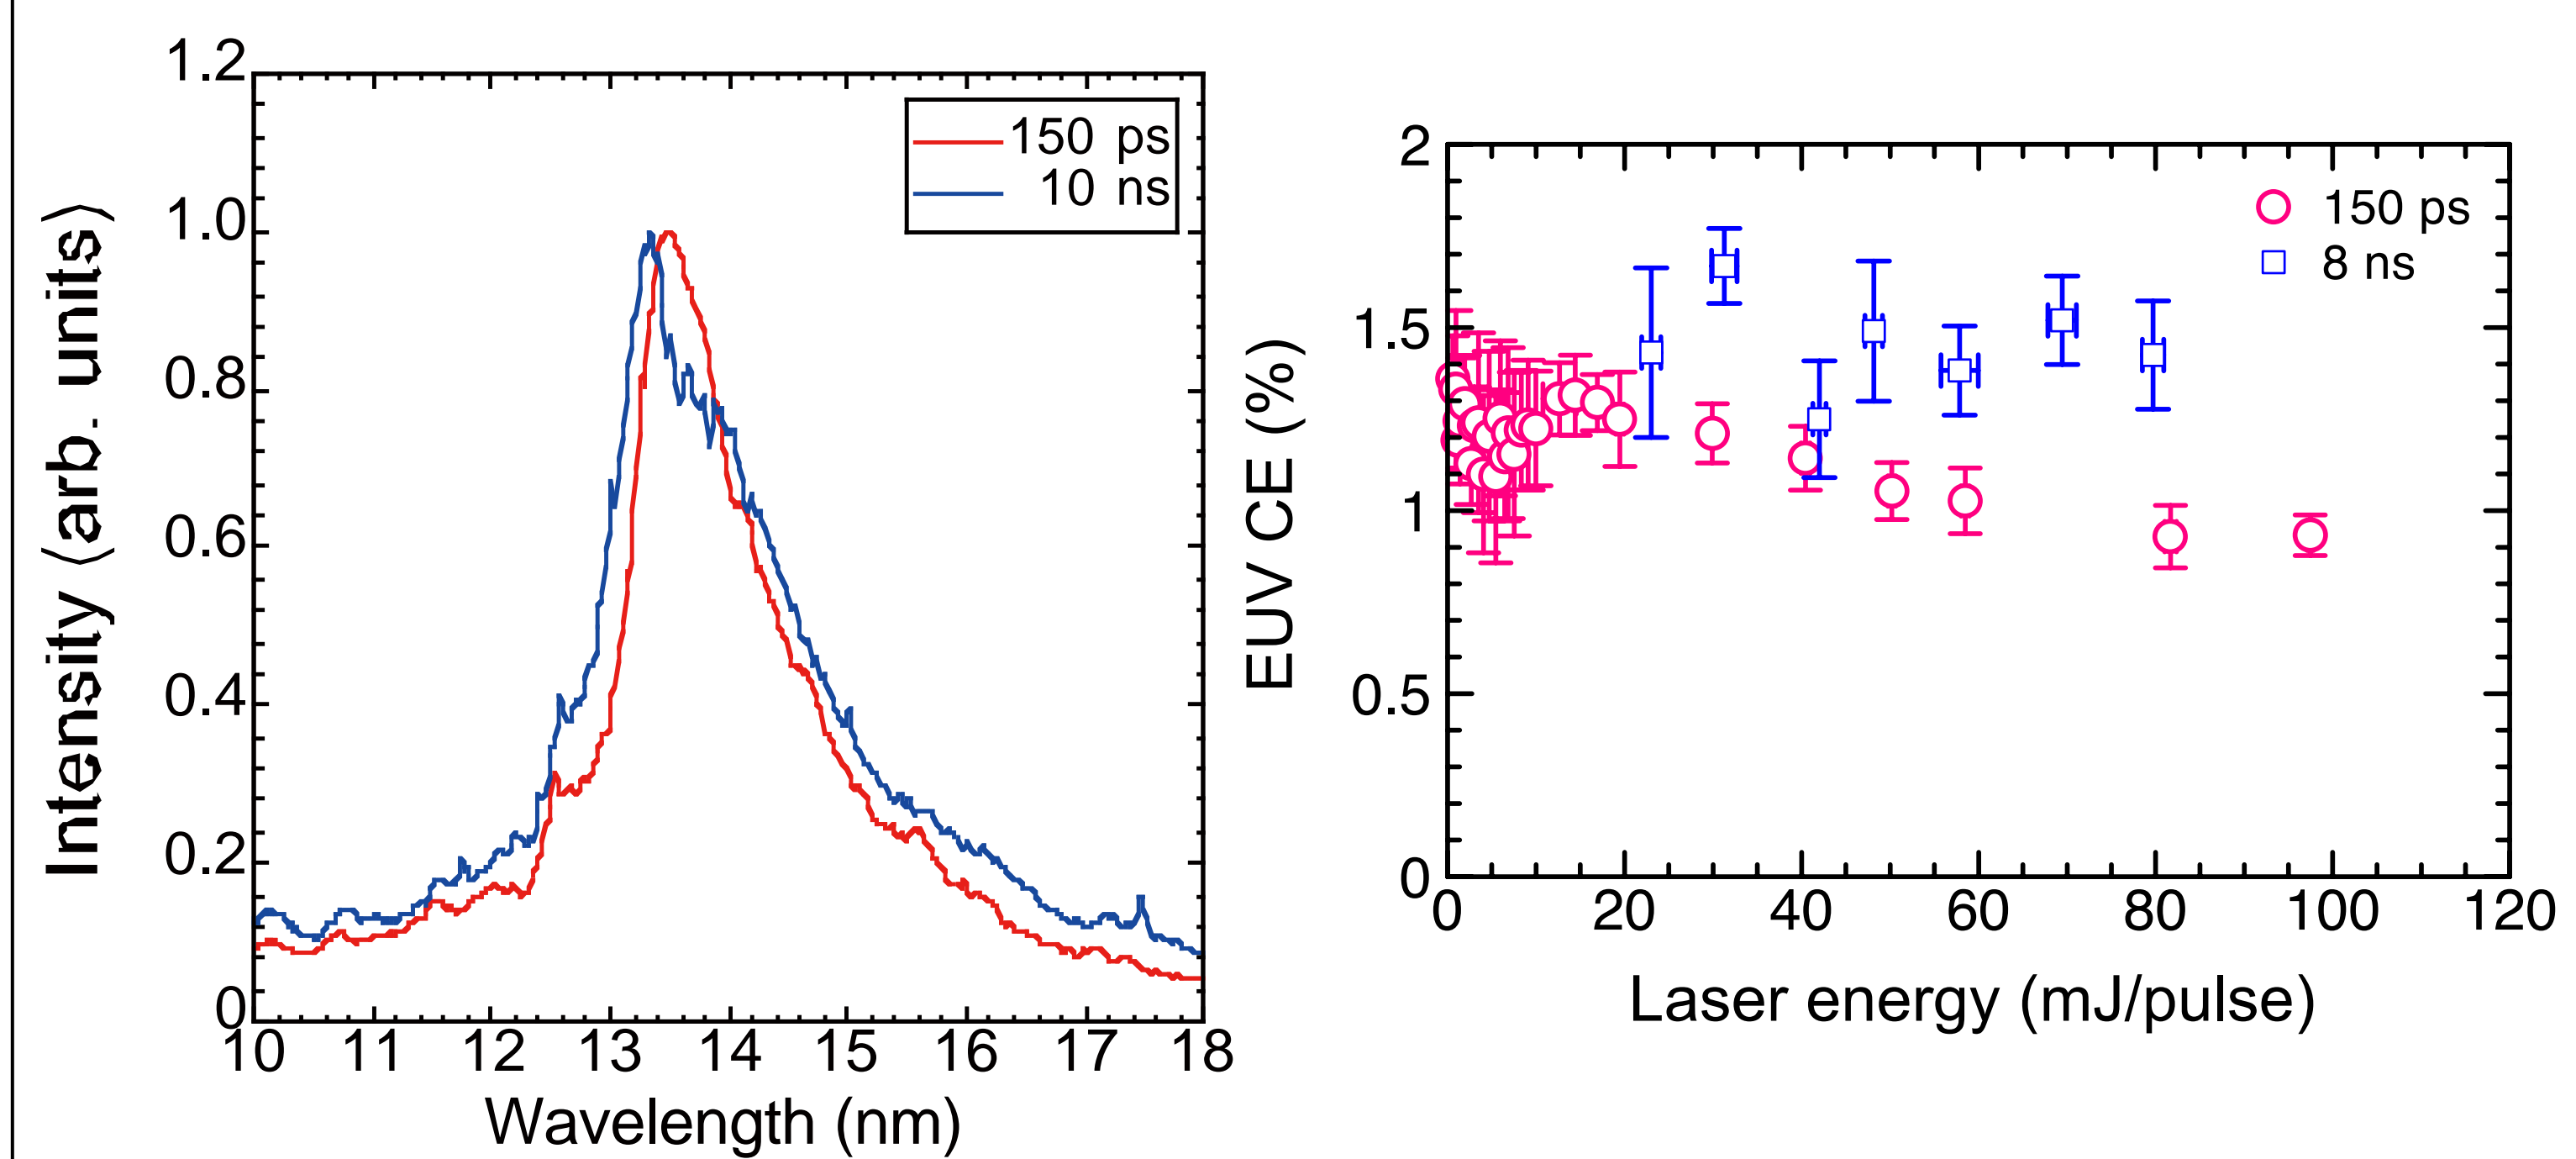 1.2
1.0
0.8
0.6
0.4
0.2
0
Intensity (arb. units)
150 ps
10 ns
10 11 12 13 14 15 16 17 18
Wavelength (nm)
2
1.5
1
0.5
0
EUV CE (%)
150 ps
8 ns
0 20 40 60 80 100 120
Laser energy (mJ/pulse)